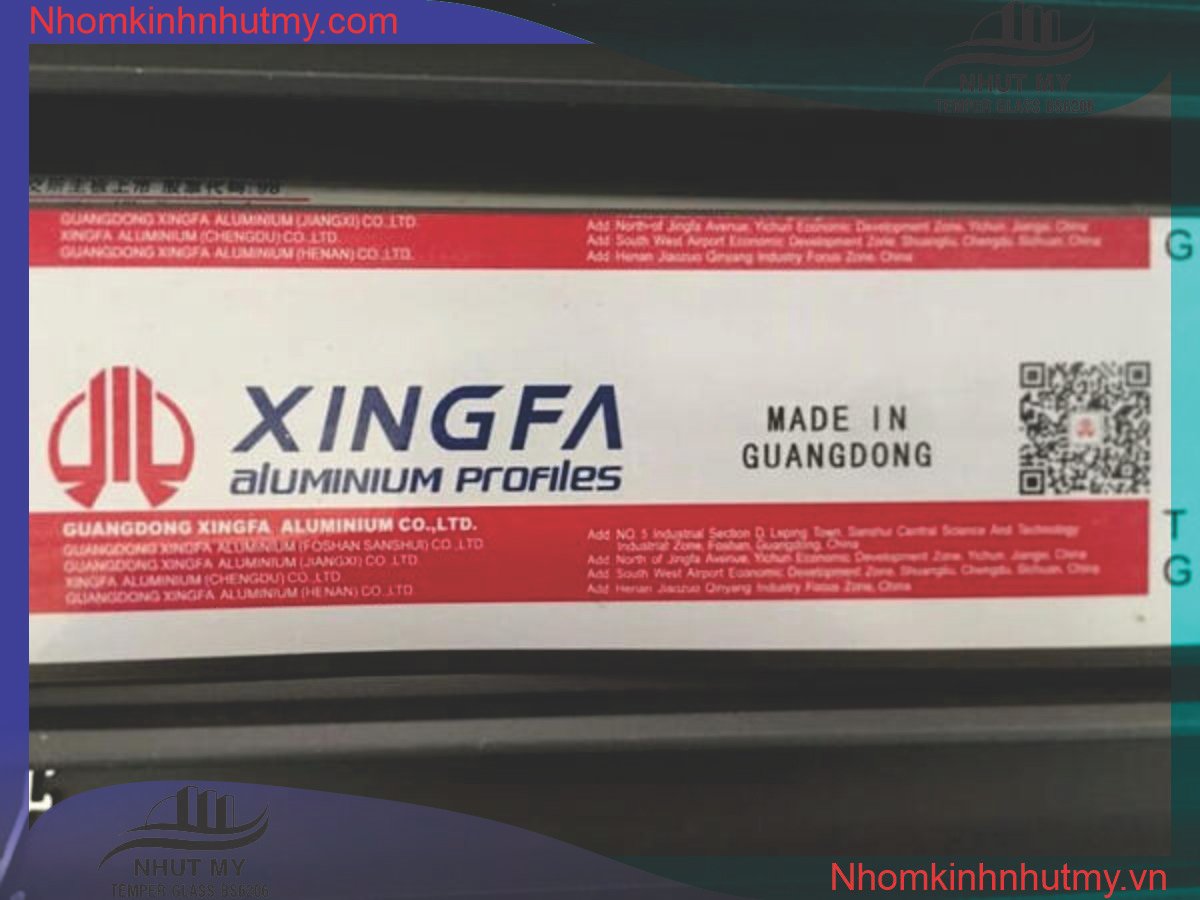 Nhomkinhnhutmy.com
NHUT MY
TEMPER GLASS BS6206
GUANGDONG XINGFA ALUMINIUM (JIANGXI) CO.,LTD.
Add: North of Jingfa Avenue, Yichun Economic Development Zone, Yichun, Jiangxi, China
XINGFA ALUMINIUM (CHENGDU) CO.,LTD.
Add: South West Airport Economic Development Zone, Shuangliu, Chengdu, Sichuan, China
GUANGDONG XINGFA ALUMINIUM (HENAN) CO.,LTD.
Add: Henan Jiaozuo Qinyang Industry Focus Zone, China
G
XINGFA
aluminium profiles
MADE IN
GUANGDONG
GUANGDONG XINGFA ALUMINIUM CO.,LTD.
GUANGDONG XINGFA ALUMINIUM (FOSHAN SANSHUI) CO.,LTD.
GUANGDONG XINGFA ALUMINIUM (JIANGXI) CO.,LTD.
XINGFA ALUMINIUM (CHENGDU) CO.,LTD.
GUANGDONG XINGFA ALUMINIUM (HENAN) CO.,LTD.
Add: NO. 5 Industrial Section D, Leping Town, Sanshui Central Science And Technology
Industrial Zone, Foshan, Guangdong, China
Add: North of Jingfa Avenue, Yichun Economic Development Zone, Yichun, Jiangxi, China
Add: South West Airport Economic Development Zone, Shuangliu, Chengdu, Sichuan, China
Add: Henan Jiaozuo Qinyang Industry Focus Zone, China
T
G
NHUT MY
TEMPER GLASS BS6206
Nhomkinhnhutmy.vn